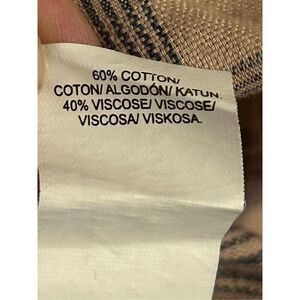 60% COTTON/
COTON/ ALGODÓN/ KATUN.
40% VISCOSE/ VISCOSE/
VISCOSA/ VISKOSA.